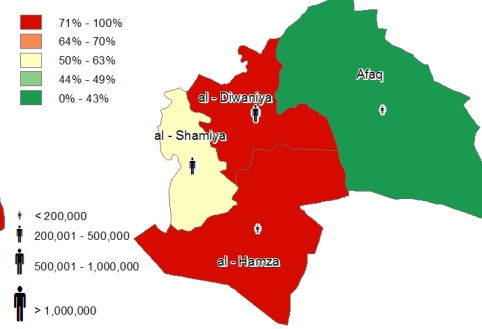 71% - 100%
64% - 70%
50% - 63%
44% - 49%
0% - 43%
Afaq
al - Diwaniya
al - Shamiya
al - Hamza
< 200,000
200,001 - 500,000
500,001 - 1,000,000
> 1,000,000